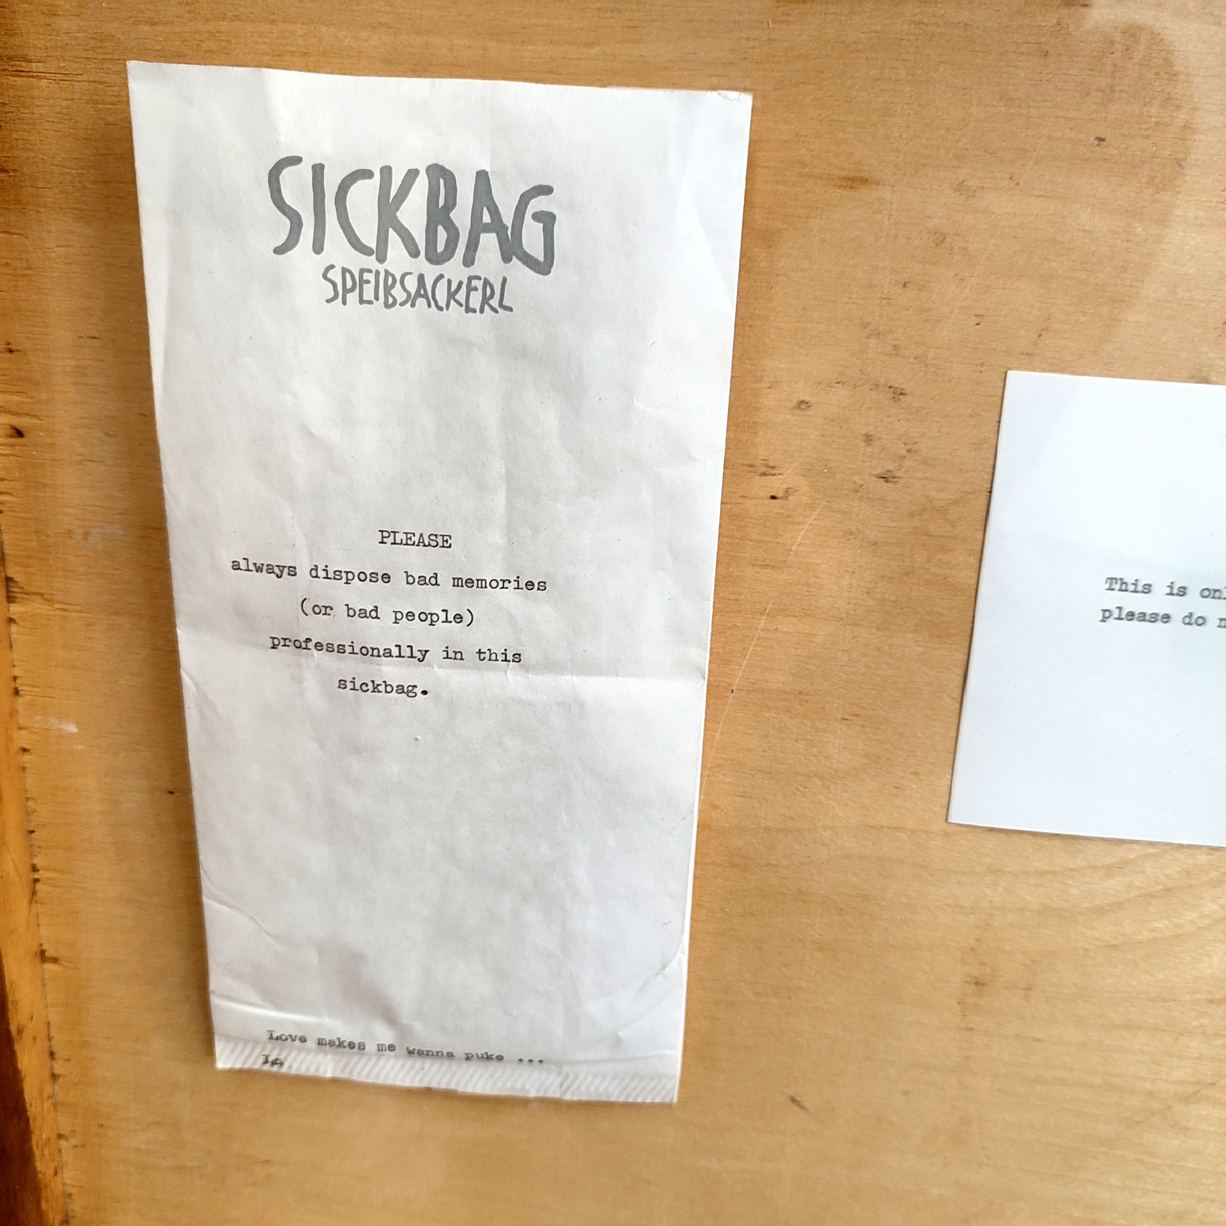 SICKBAG
SPEIBSACKERL
PLEASE
always dispose bad memories
(or bad people)
professionally in this
sickbag.
Love makes me wanna puke ...
This is
please do